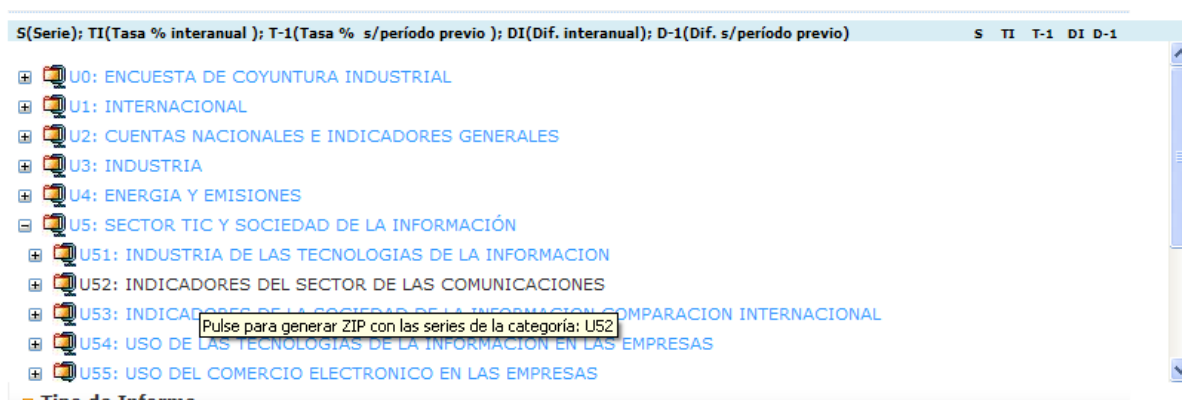 S(Serie); TI(Tasa % interanual ); T-1(Tasa % s/período previo ); DI(Dif. interanual); D-1(Dif. s/período previo) S TI T-1 DI D-1
U0: ENCUESTA DE COYUNTURA INDUSTRIAL
U1: INTERNACIONAL
U2: CUENTAS NACIONALES E INDICADORES GENERALES
U3: INDUSTRIA
U4: ENERGIA Y EMISIONES
U5: SECTOR TIC Y SOCIEDAD DE LA INFORMACIÓN
U51: INDUSTRIA DE LAS TECNOLOGIAS DE LA INFORMACION
U52: INDICADORES DEL SECTOR DE LAS COMUNICACIONES
U53: INDICADORES DE LA SOCIEDAD DE LA INFORMACION COMPARACION INTERNACIONAL
Pulse para generar ZIP con las series de la categoría: U52
U54: USO DE LAS TECNOLOGIAS DE LA INFORMACION EN LAS EMPRESAS
U55: USO DEL COMERCIO ELECTRONICO EN LAS EMPRESAS
Tipo de Informe